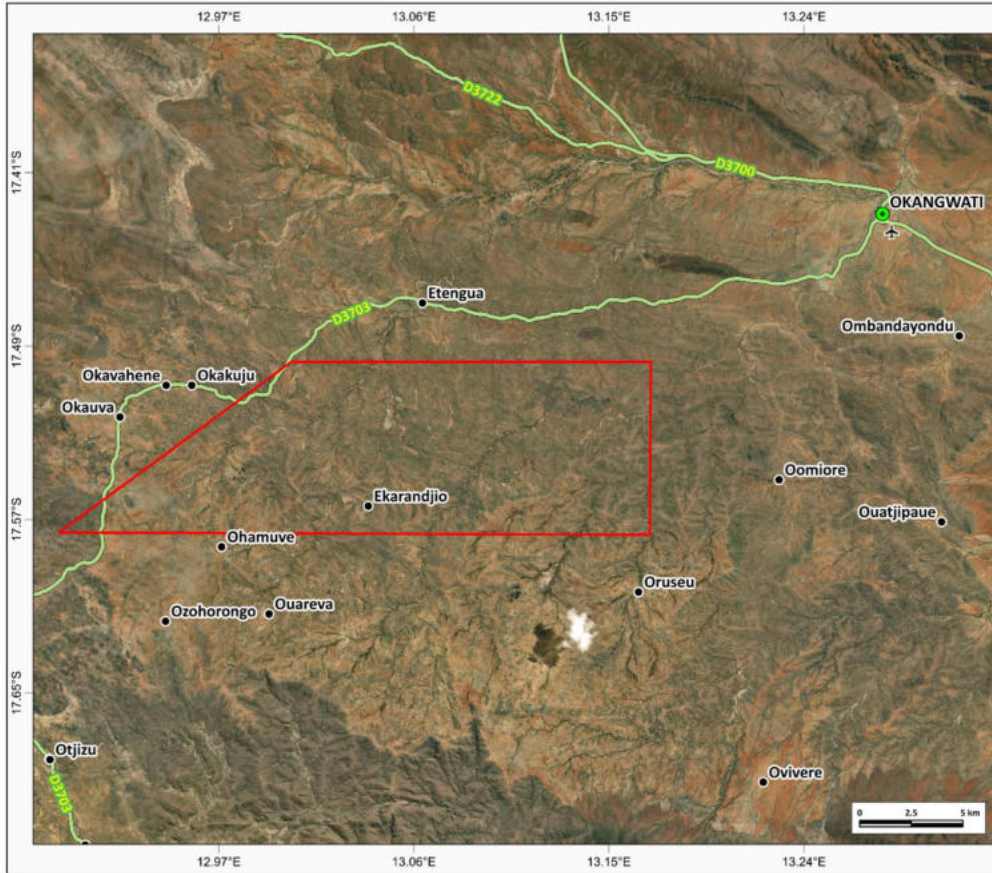 12.97°E
13.06°E
13.15°E
13.24°E
D3722
D3700
17.41°S
OKANGWATI
Etengua
D3703
Ombandayondu
17.49°S
Okavahene
Okakuju
Okauva
Oomiore
Ekarandjio
Ouatjipaue
17.57°S
Ohamuve
Oruseu
Ozohorongo
Ouareva
17.65°S
Otjizu
D3703
Ovivere
0 2.5 5 km
12.97°E
13.06°E
13.15°E
13.24°E